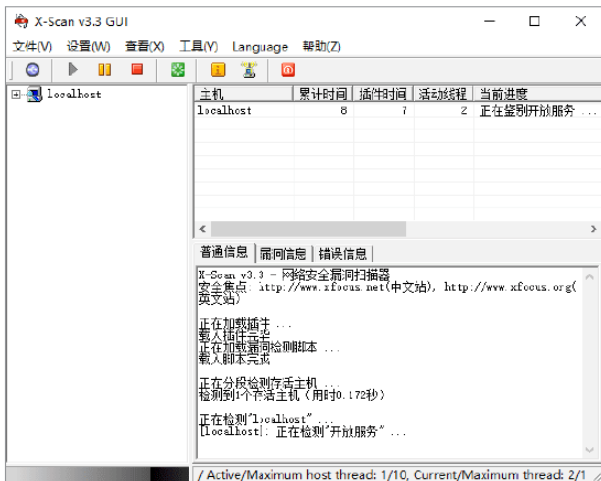 X-Scan v3.3 GUI
文件(V) 设置(W) 查看(X) 工具(Y) Language 帮助(Z)
localhost
主机 累计时间 插件时间 活动线程 当前进度
localhost 8 7 2 正在鉴别开放服务 ...
普通信息 漏洞信息 错误信息
X-Scan v3.3 - 网络安全漏洞扫描器
安全焦点: http://www.xfocus.net(中文站), http://www.xfocus.org(
英文站)
正在加载插件 ...
载入插件完毕
正在加载漏洞检测脚本 ...
载入脚本完成
正在分段检测存活主机 ...
检测到1个存活主机 (用时0.172秒)
正在检测"localhost" ...
[localhost]: 正在检测"开放服务" ...
/ Active/Maximum host thread: 1/10, Current/Maximum thread: 2/1